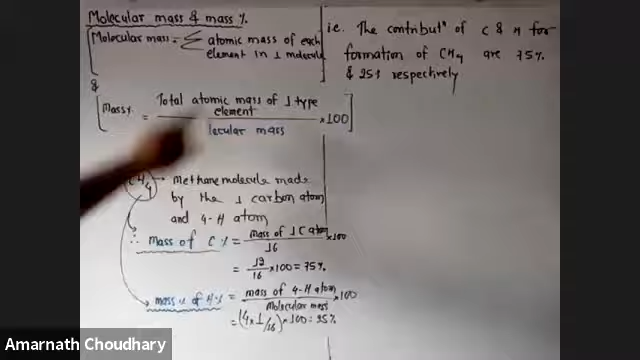 Molecular mass & mass %.
Molecular mass = Σ atomic mass of each
element in 1 molecule
&
Mass% = Total atomic mass of 1 type
element
lecular mass
×100
CH4 → Methane molecule made
by the 1 carbon atom
and 4-H atom
∴ mass of C % = mass of 1 C atom ×100
16
= 12/16 ×100 = 75%
mass % of H % = mass of 4-H atom ×100
Molecular mass
= (4×1/16) ×100 = 25%
i.e. The contribuⁿ of C & H for
formation of CH4 are 75%
& 25% respectively
Amarnath Choudhary